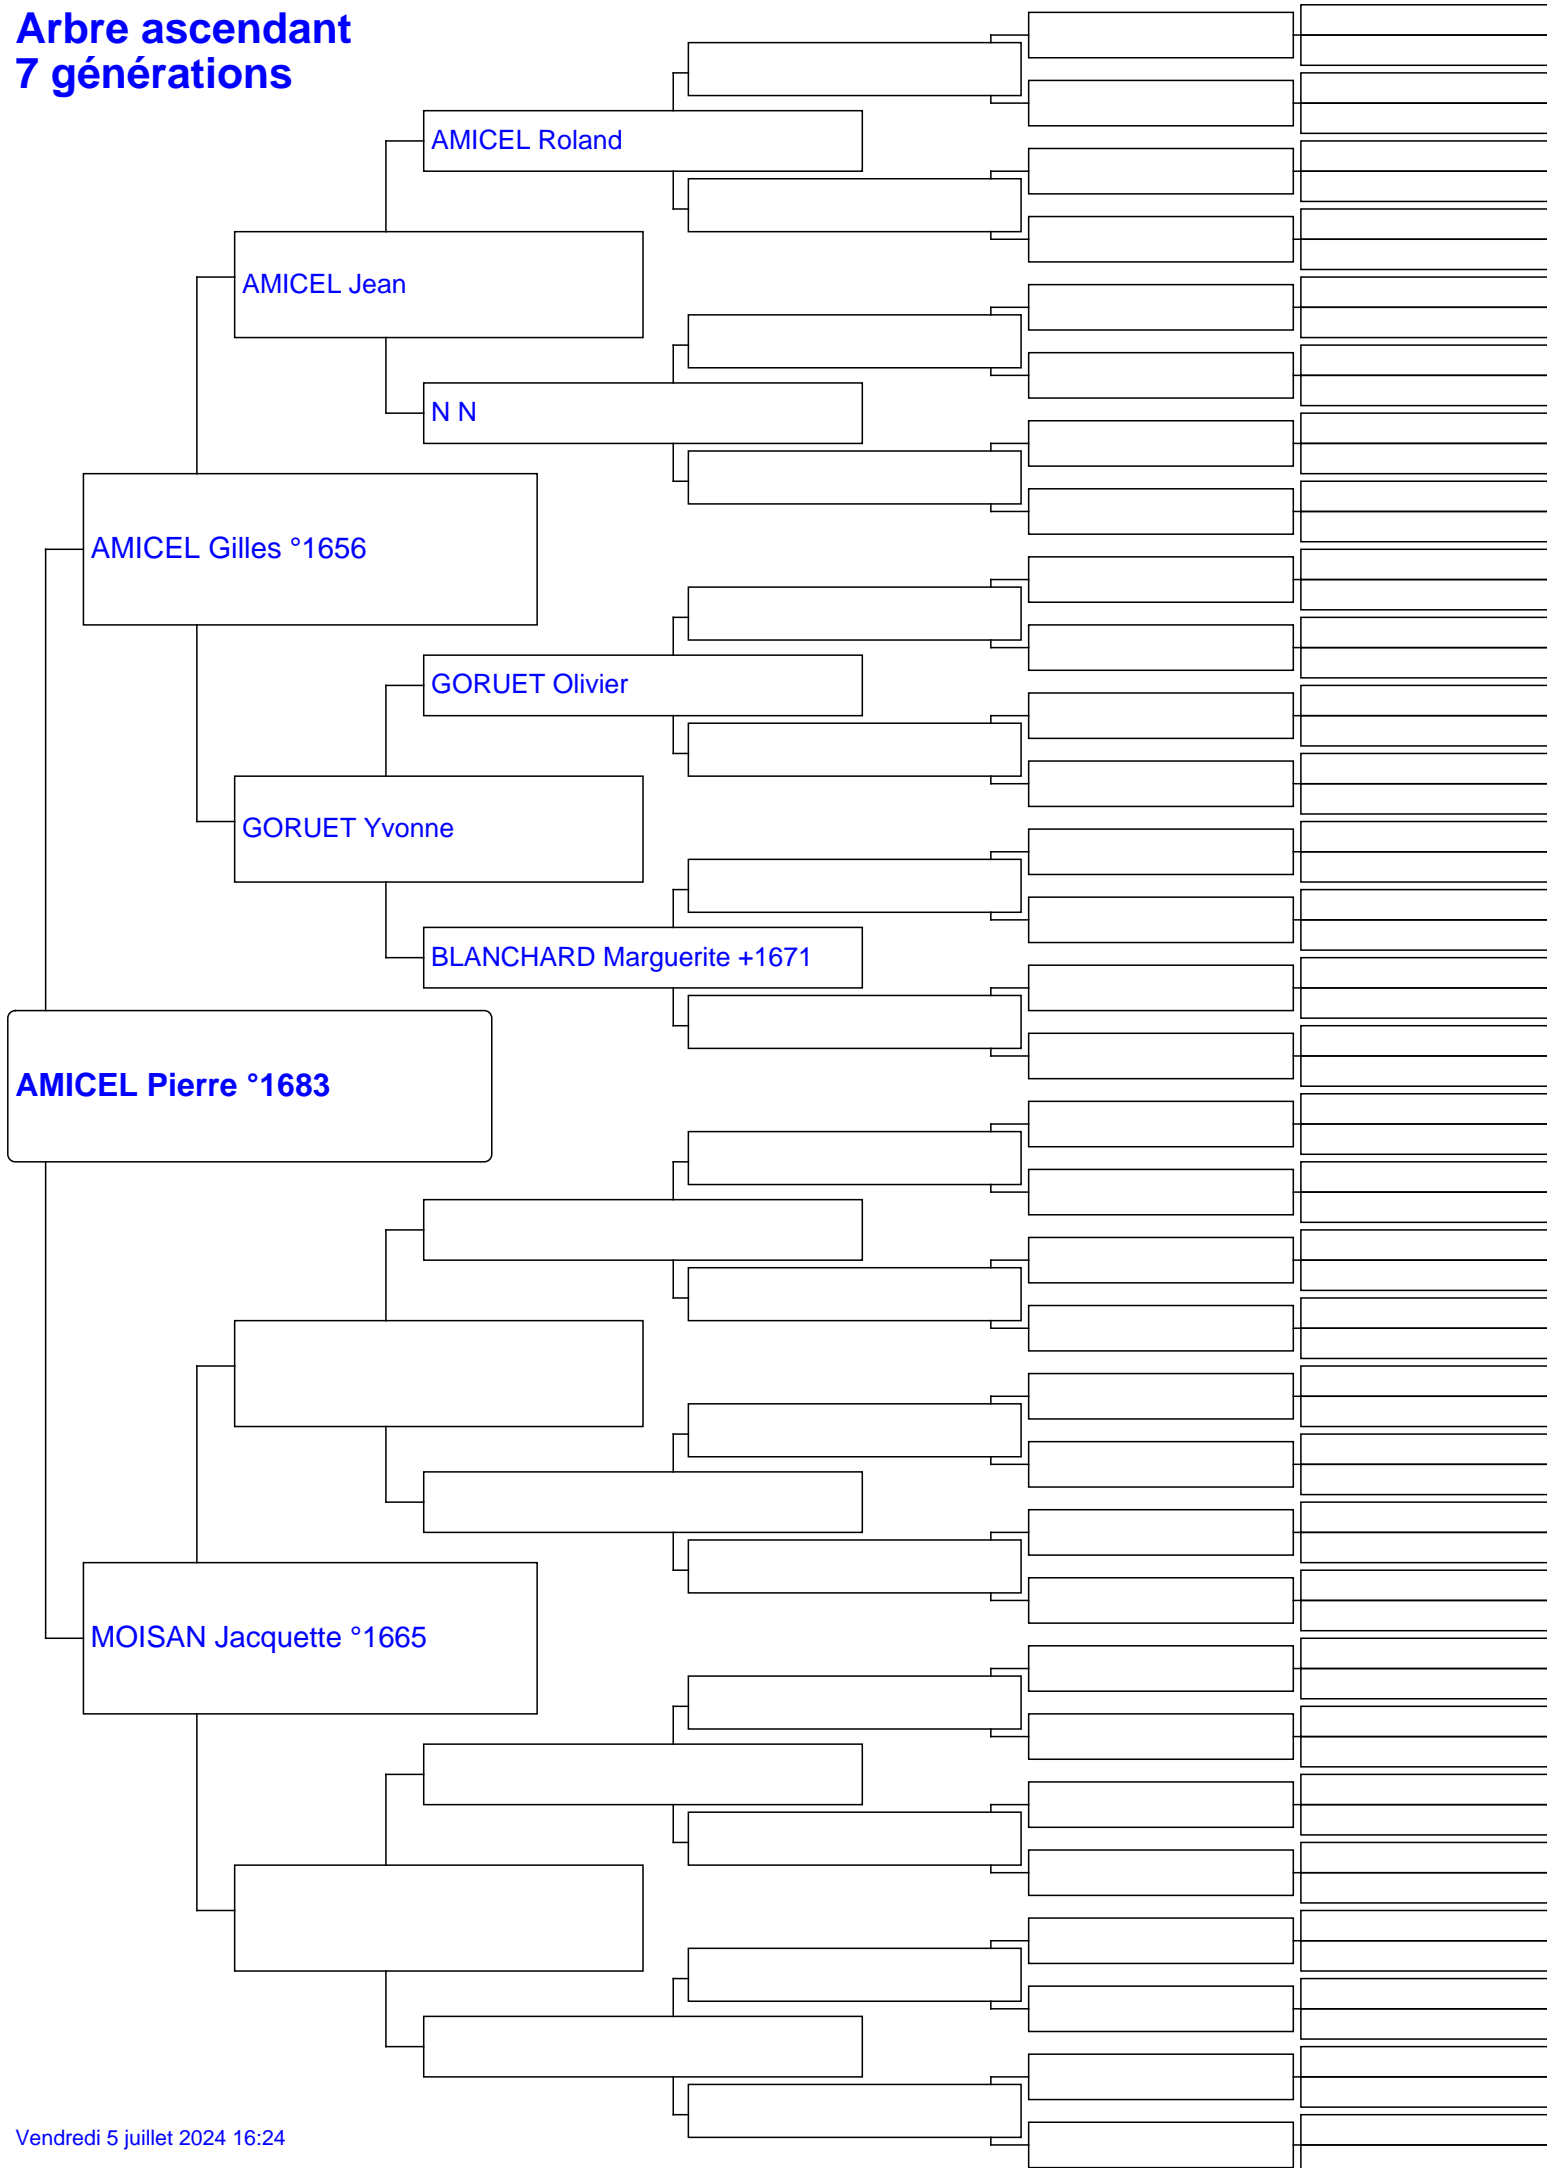 Arbre ascendant
7 générations
AMICEL Roland
AMICEL Jean
N N
AMICEL Gilles °1656
GORUET Olivier
GORUET Yvonne
BLANCHARD Marguerite +1671
AMICEL Pierre °1683
MOISAN Jacquette °1665
Vendredi 5 juillet 2024 16:24